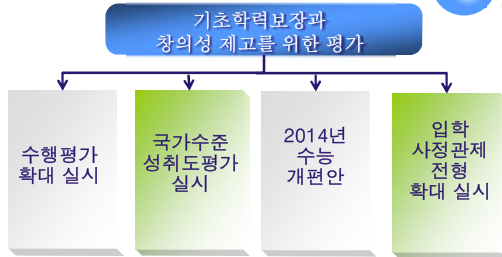 기초학력보장과
창의성 제고를 위한 평가
수행평가
확대 실시
국가수준
성취도평가
실시
2014년
수능
개편안
입학
사정관제
전형
확대 실시